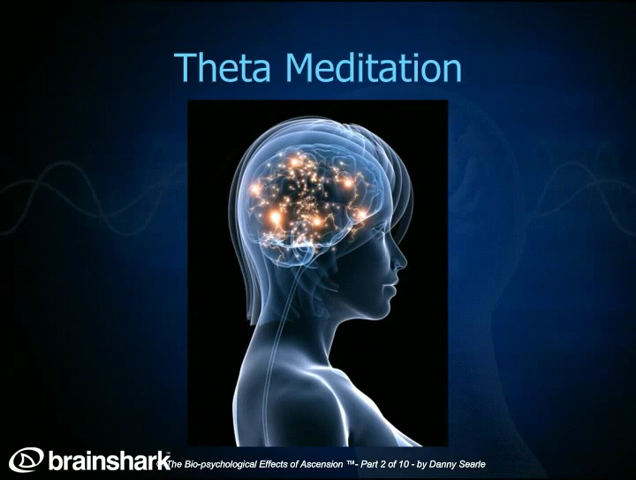 Theta Meditation
brainshark
The Bio-psychological Effects of Ascension ™- Part 2 of 10 - by Danny Searle